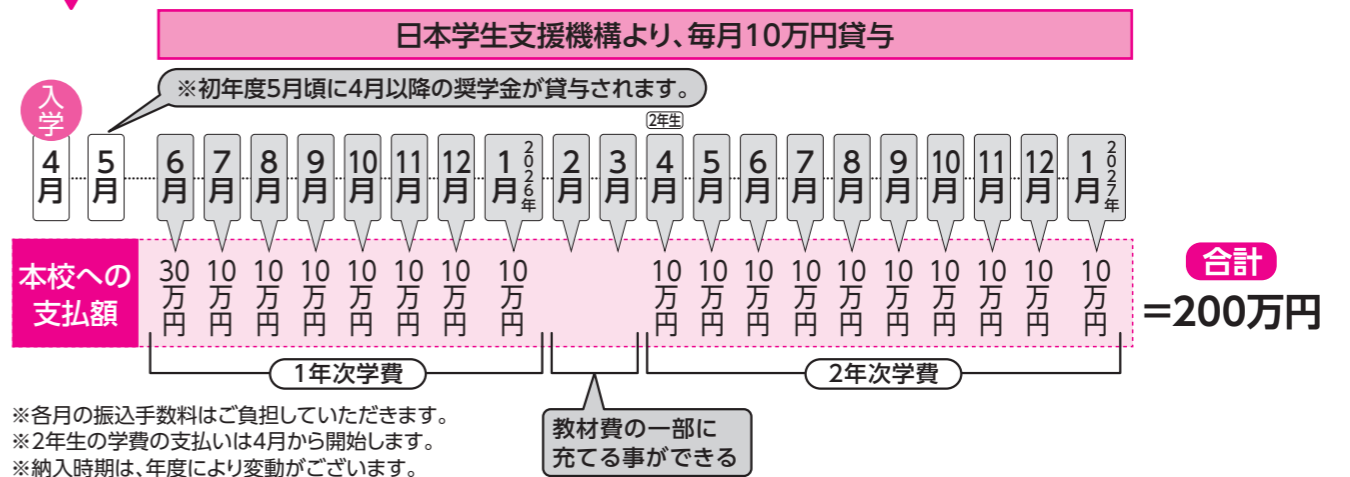 日本学生支援機構より、毎月10万円貸与
※初年度5月頃に4月以降の奨学金が貸与されます。
入学
2年生
4月 5月 6月 7月 8月 9月 10月 11月 12月 1月 2026年 2月 3月 4月 5月 6月 7月 8月 9月 10月 11月 12月 1月 2027年
本校への
支払額
30万円 10万円 10万円 10万円 10万円 10万円 10万円 10万円 10万円 10万円 10万円 10万円 10万円 10万円 10万円 10万円 10万円 10万円
合計
=200万円
1年次学費
2年次学費
教材費の一部に
充てる事ができる
※各月の振込手数料はご負担していただきます。
※2年生の学費の支払いは4月から開始します。
※納入時期は、年度により変動がございます。